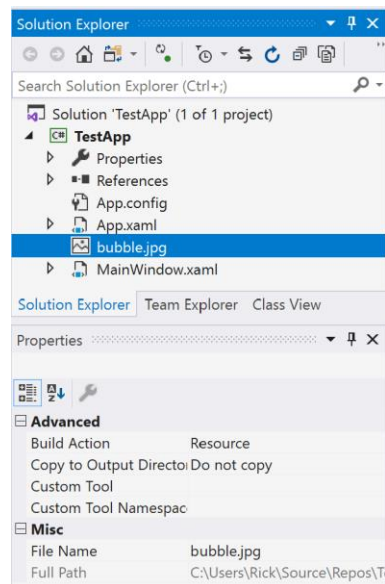 Solution Explorer
Search Solution Explorer (Ctrl+;)
Solution 'TestApp' (1 of 1 project)
C# TestApp
Properties
References
App.config
App.xaml
bubble.jpg
MainWindow.xaml
Solution Explorer Team Explorer Class View
Properties
Advanced
Build Action Resource
Copy to Output Director Do not copy
Custom Tool
Custom Tool Namespac
Misc
File Name bubble.jpg
Full Path C:\Users\Rick\Source\Repos\T